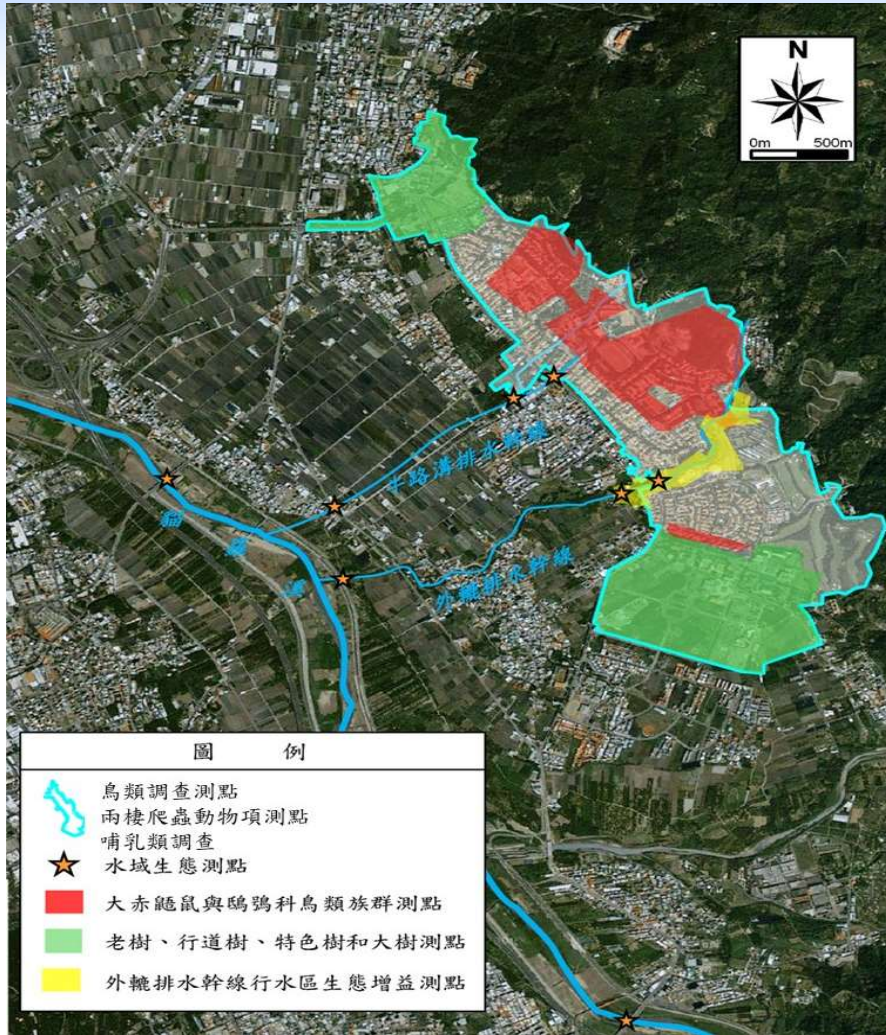 N
0m 500m
半路溝排水幹線
外轆排水幹線
貓
羅
溪
圖 例
鳥類調查測點
兩棲爬蟲動物項測點
哺乳類調查
水域生態測點
大赤鼯鼠與鴟鴞科鳥類族群測點
老樹、行道樹、特色樹和大樹測點
外轆排水幹線行水區生態增益測點